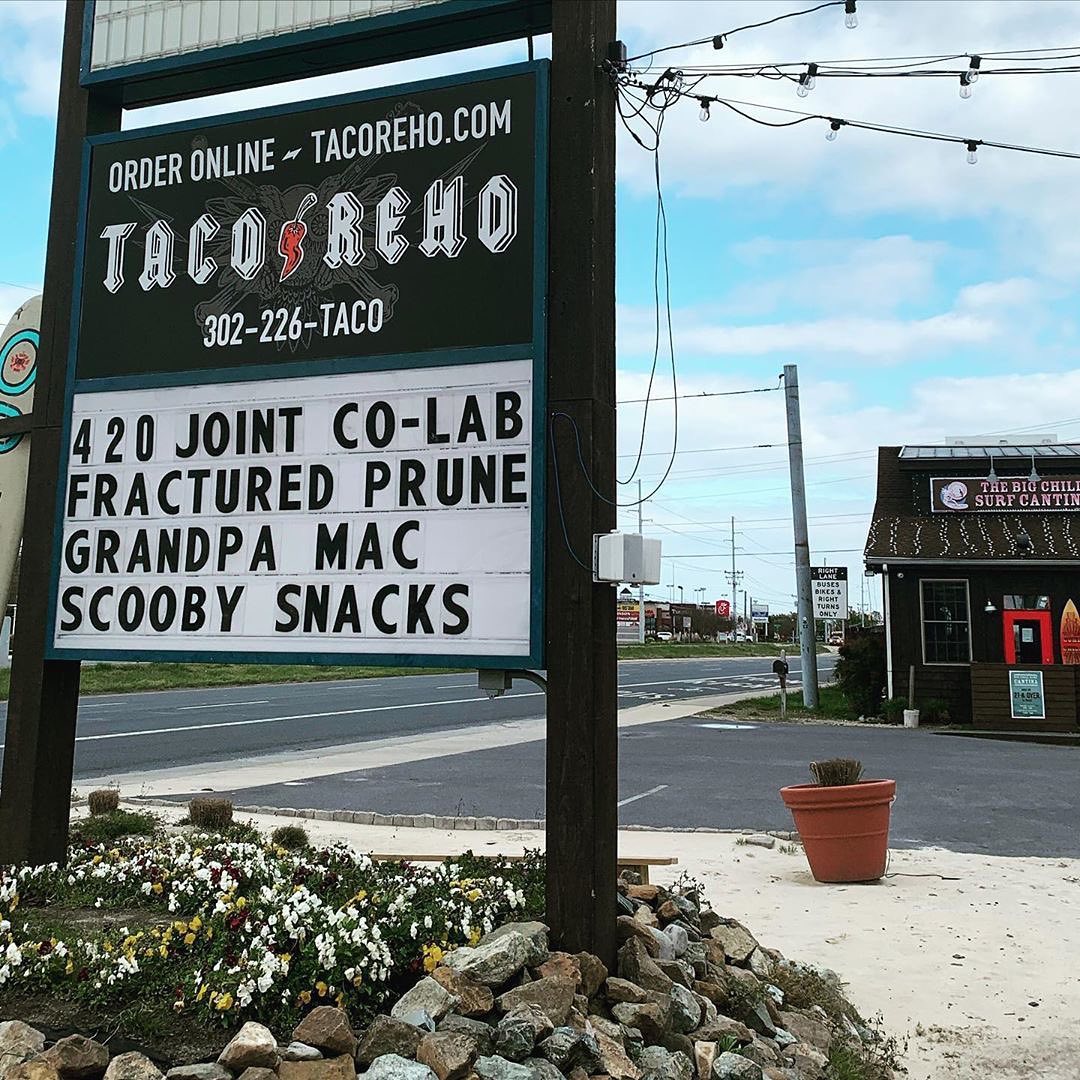 ORDER ONLINE - TACOREHO.COM
TACO REHO
302-226-TACO
420 JOINT CO-LAB
FRACTURED PRUNE
GRANDPA MAC
SCOOBY SNACKS
THE BIG CHILL
SURF CANTIN
RIGHT
LANE
BUSES
BIKES &
RIGHT
TURNS
ONLY
CANTINA
21 & OVER